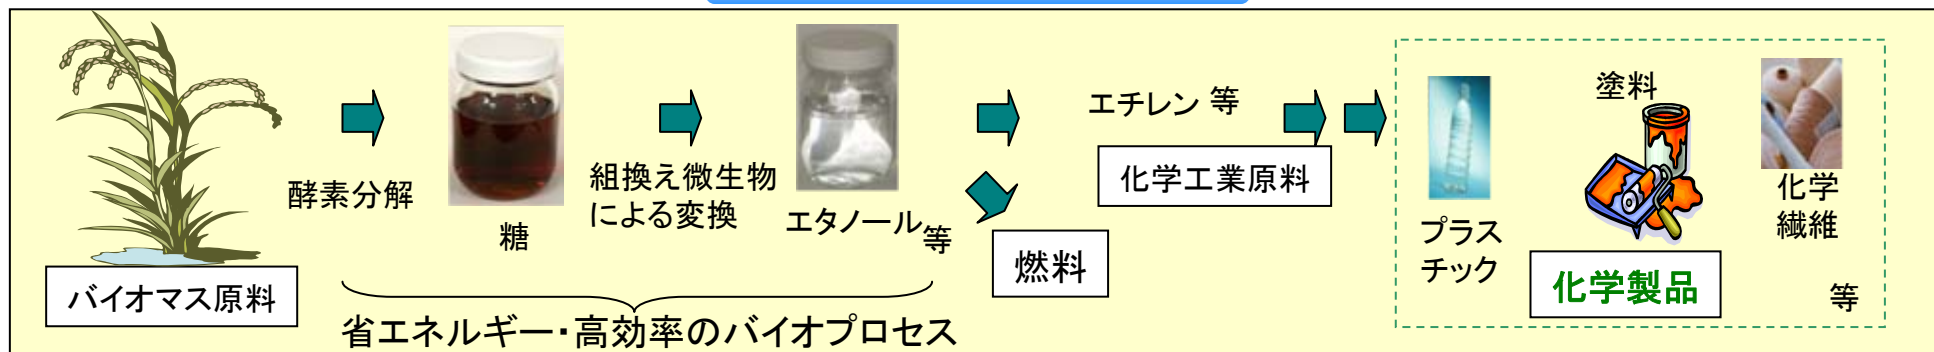 バイオマス原料
酵素分解
糖
組換え微生物
による変換
エタノール等
省エネルギー・高効率のバイオプロセス
燃料
エチレン 等
化学工業原料
プラス
チック
塗料
化学
繊維
化学製品
等